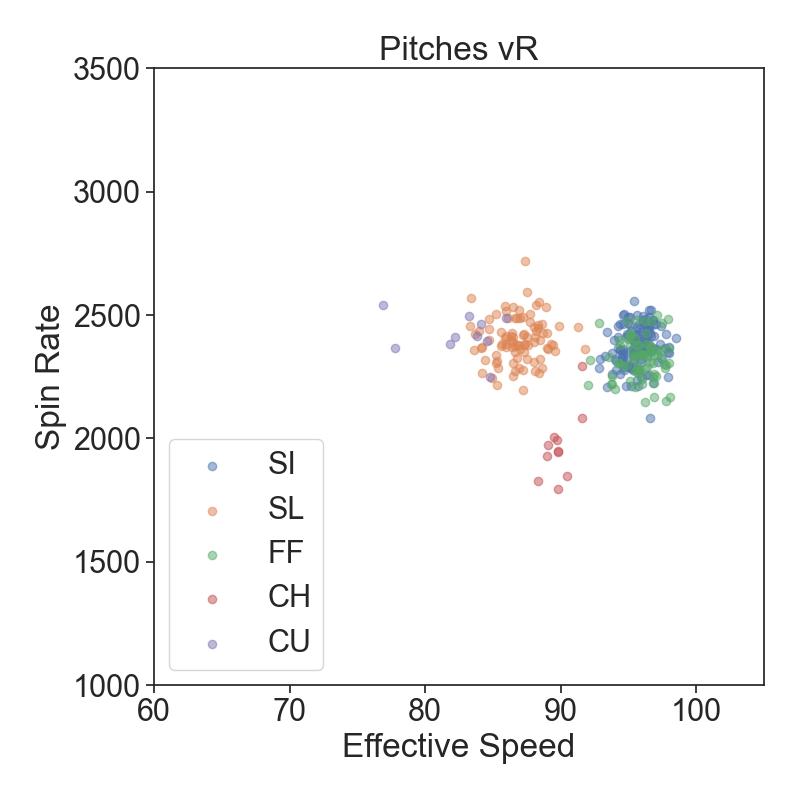 Pitches vR
3500
3000
2500
2000
1500
1000
Spin Rate
SI
SL
FF
CH
CU
60 70 80 90 100
Effective Speed